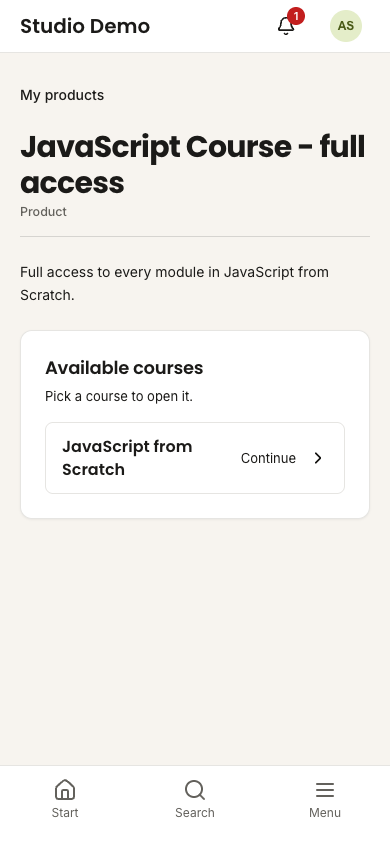 Studio Demo
1
AS
My products
JavaScript Course - full
access
Product
Full access to every module in JavaScript from
Scratch.
Available courses
Pick a course to open it.
JavaScript from
Scratch
Continue
Start
Search
Menu